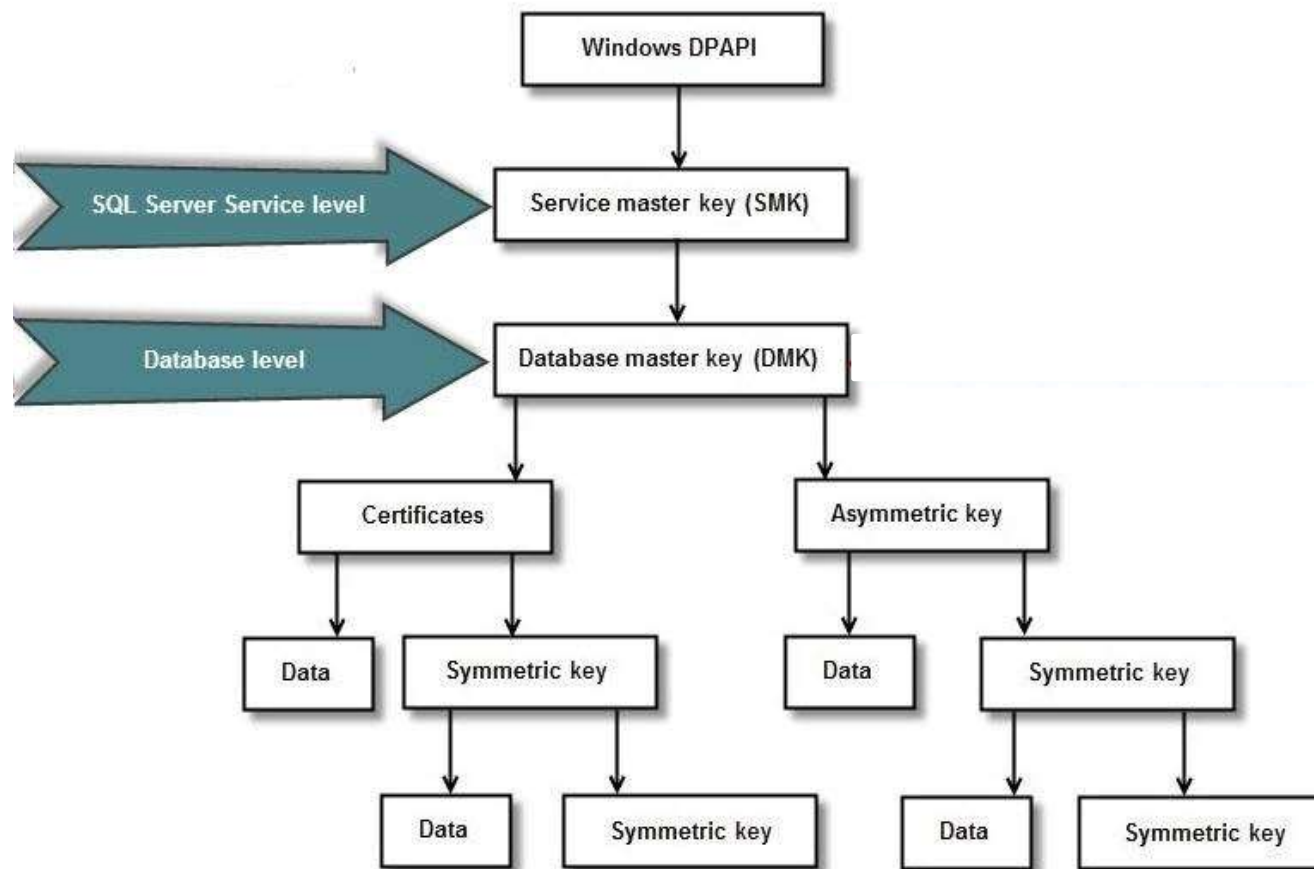 Windows DPAPI
SQL Server Service level
Service master key (SMK)
Database level
Database master key (DMK)
Certificates
Asymmetric key
Data
Symmetric key
Data
Symmetric key
Data
Symmetric key
Data
Symmetric key